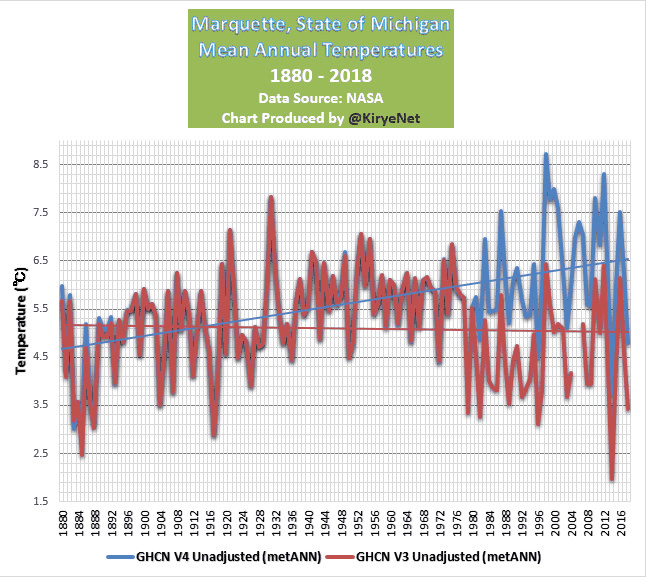 Marquette, State of Michigan
Mean Annual Temperatures
1880 - 2018
Data Source: NASA
Chart Produced by @KiryeNet
Temperature (°C)
8.5
7.5
6.5
5.5
4.5
3.5
2.5
1.5
1880 1884 1888 1892 1896 1900 1904 1908 1912 1916 1920 1924 1928 1932 1936 1940 1944 1948 1952 1956 1960 1964 1968 1972 1976 1980 1984 1988 1992 1996 2000 2004 2008 2012 2016
GHCN V4 Unadjusted (metANN) GHCN V3 Unadjusted (metANN)